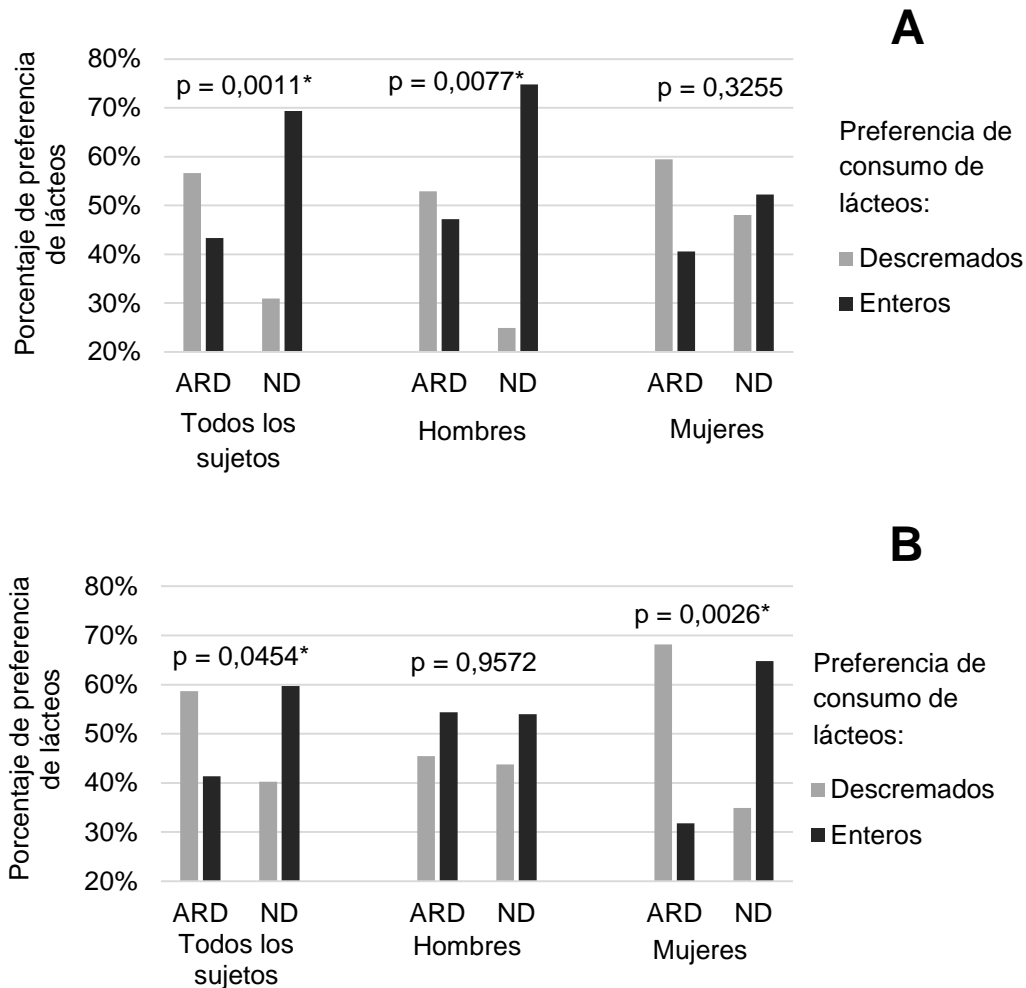 A
Porcentaje de preferencia
de lácteos
80%
70%
60%
50%
40%
30%
20%
p = 0,0011*
p = 0,0077*
p = 0,3255
ARD ND
ARD ND
ARD ND
Todos los
sujetos
Hombres
Mujeres
Preferencia de
consumo de
lácteos:
Descremados
Enteros
B
Porcentaje de preferencia
de lácteos
80%
70%
60%
50%
40%
30%
20%
p = 0,0454*
p = 0,9572
p = 0,0026*
ARD ND
ARD ND
ARD ND
Todos los
sujetos
Hombres
Mujeres
Preferencia de
consumo de
lácteos:
Descremados
Enteros